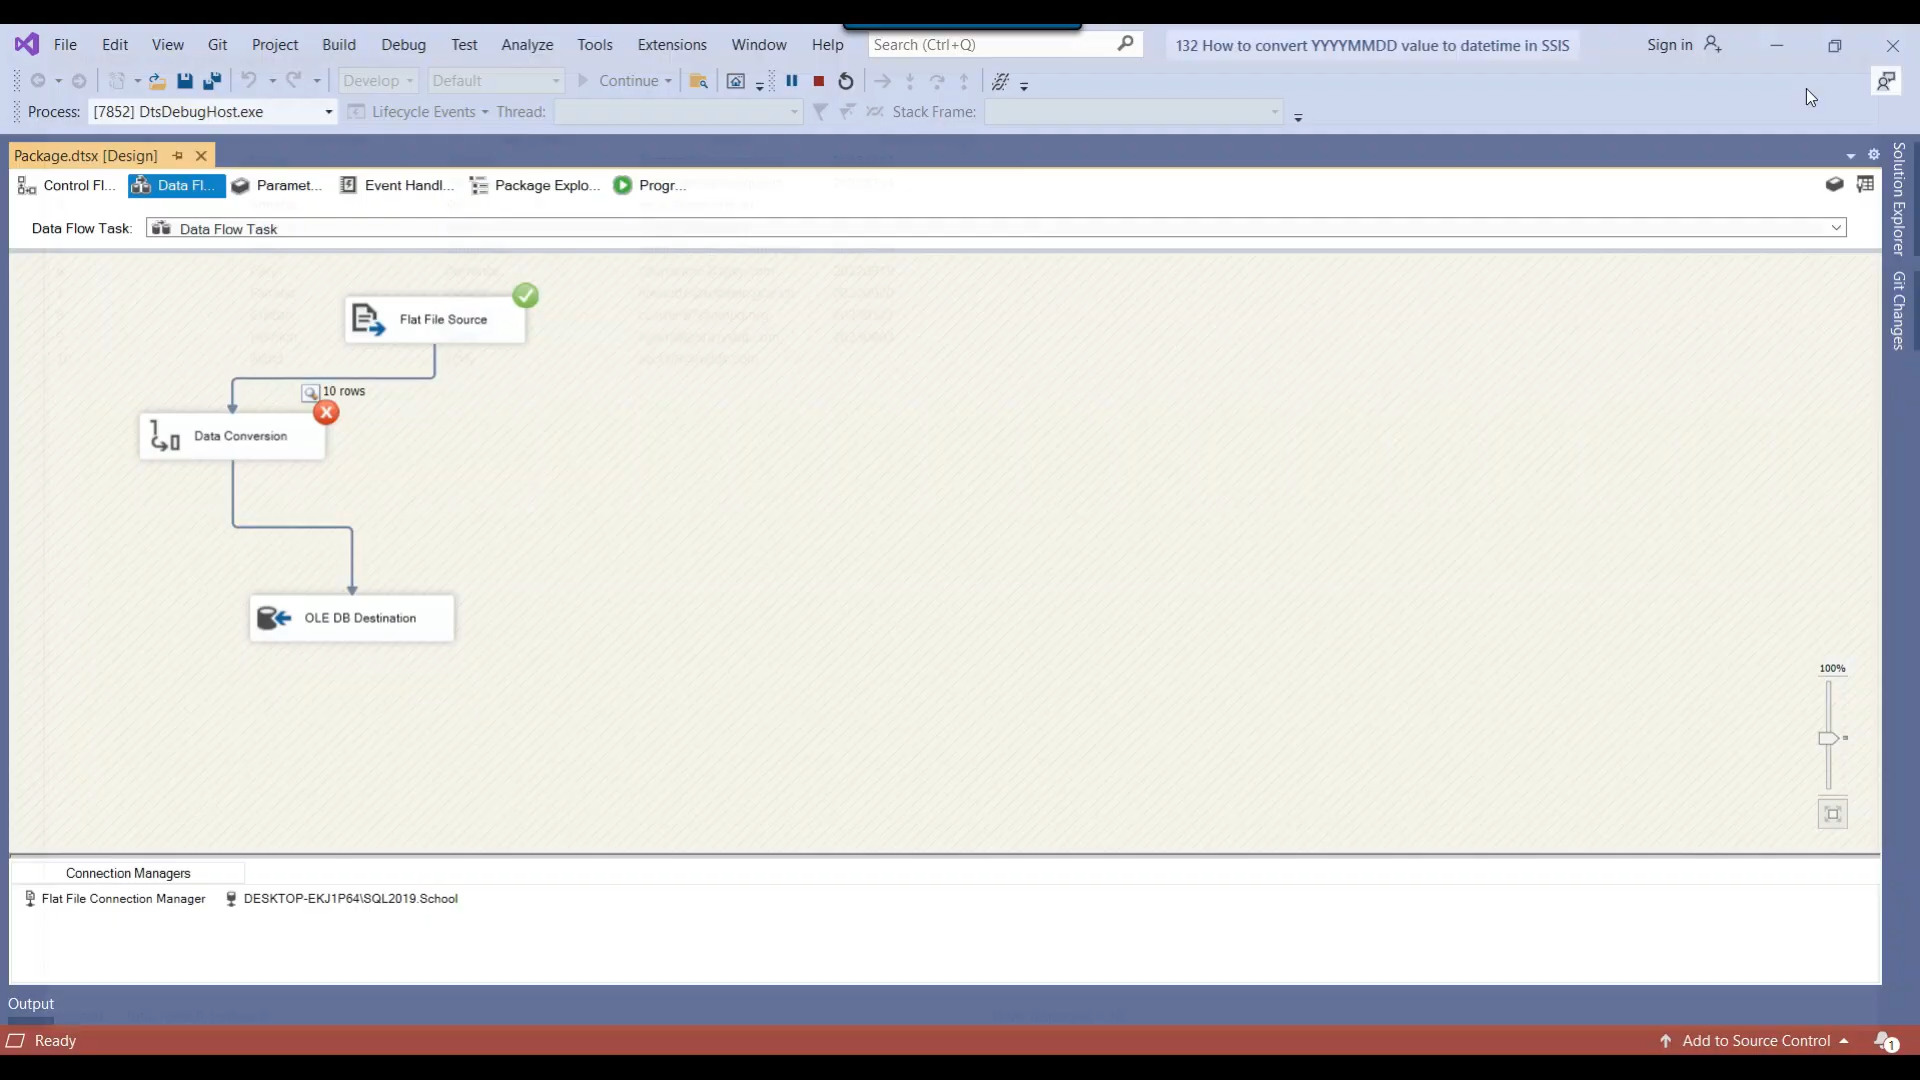 File Edit View Git Project Build Debug Test Analyze Tools Extensions Window Help Search (Ctrl+Q) 132 How to convert YYYYMMDD value to datetime in SSIS Sign in
Develop Default Continue
Process: [7852] DtsDebugHost.exe Lifecycle Events Thread: Stack Frame:
Package.dtsx [Design]
Control Fl... Data Fl... Paramet... Event Handl... Package Explo... Progr...
Data Flow Task: Data Flow Task
Solution Explorer
Git Changes
Flat File Source
10 rows
Data Conversion
OLE DB Destination
100%
Connection Managers
Flat File Connection Manager DESKTOP-EKJ1P64\SQL2019.School
Output
Ready Add to Source Control 1